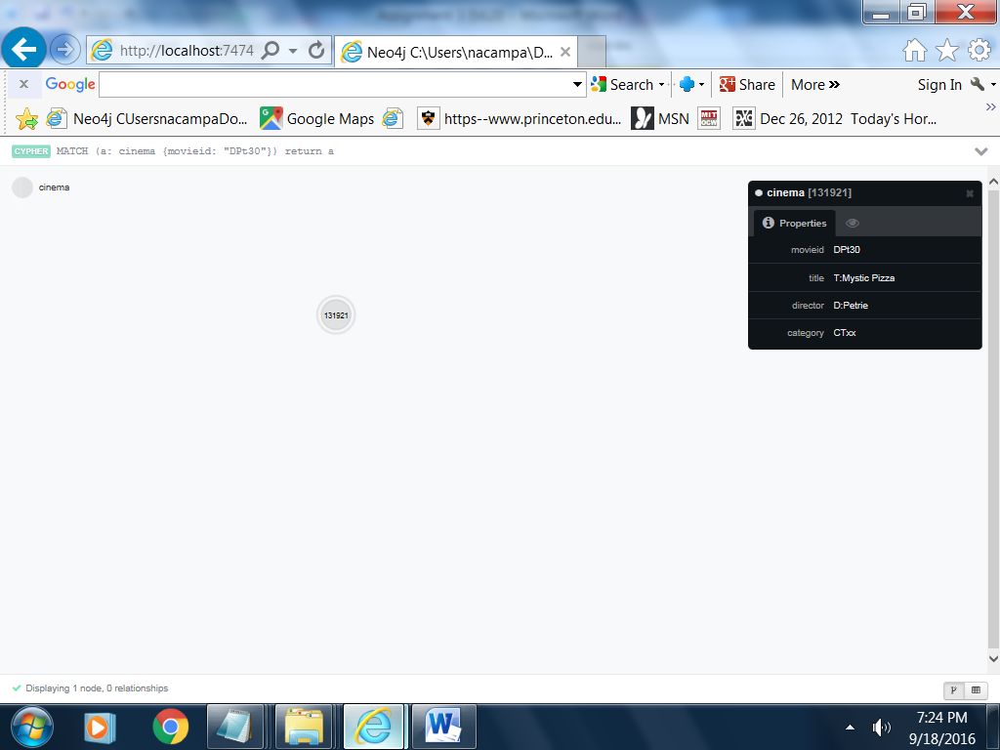 http://localhost:7474
Neo4j C:\Users\nacampa\D...
x Google Search Share More » Sign In
Neo4j CUsersnacampaDo... Google Maps https--www.princeton.edu... MSN MIT OCW Dec 26, 2012 Today's Hor...
CYPHER MATCH (a: cinema {movieid: "DPt30"}) return a
cinema
131921
cinema [131921]
Properties
movieid DPt30
title T:Mystic Pizza
director D:Petrie
category CTxx
Displaying 1 node, 0 relationships
7:24 PM
9/18/2016